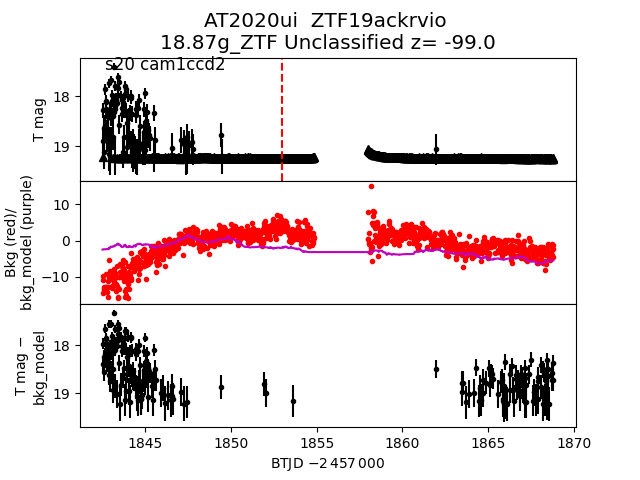 AT2020ui ZTF19ackrvio
18.87g_ZTF Unclassified z= -99.0
s20 cam1ccd2
T mag
18
19
Bkg (red)/
bkg_model (purple)
10
0
−10
T mag −
bkg_model
18
19
1845 1850 1855 1860 1865 1870
BTJD −2 457 000